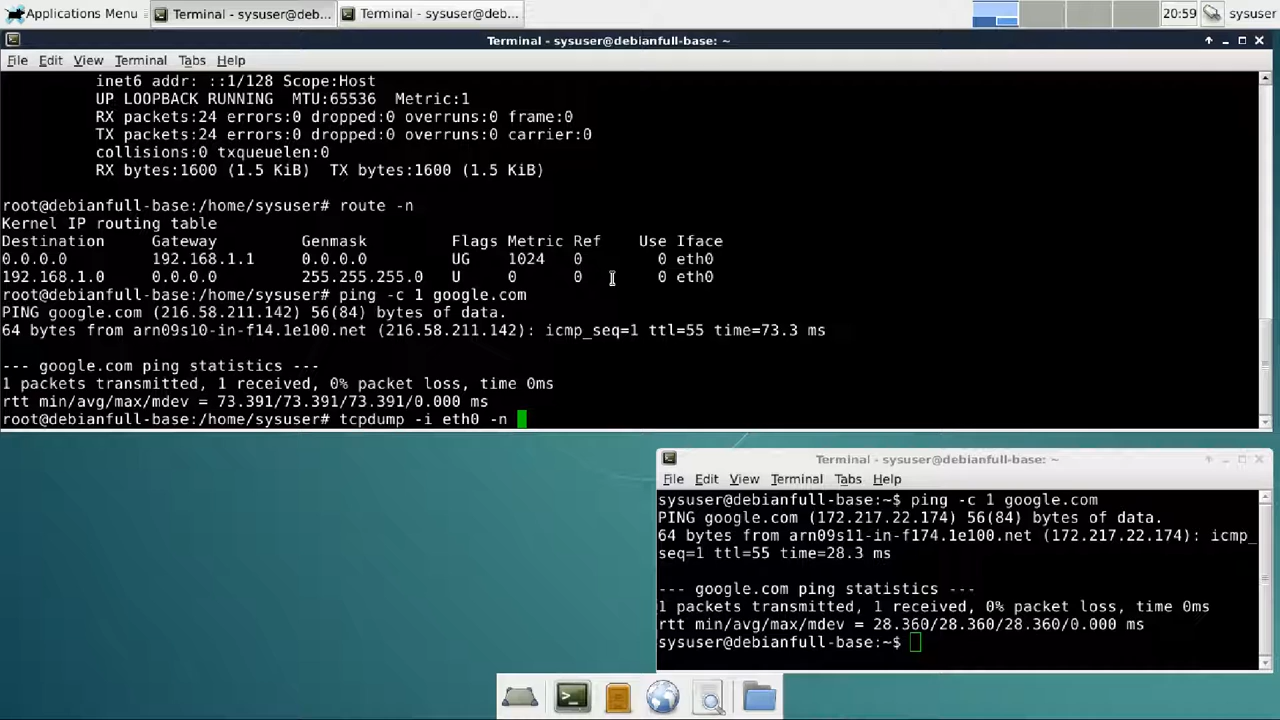 Applications Menu
Terminal - sysuser@deb...
Terminal - sysuser@deb...
20:59
sysuser
Terminal - sysuser@debianfull-base: ~
File Edit View Terminal Tabs Help
inet6 addr: ::1/128 Scope:Host
UP LOOPBACK RUNNING  MTU:65536  Metric:1
RX packets:24 errors:0 dropped:0 overruns:0 frame:0
TX packets:24 errors:0 dropped:0 overruns:0 carrier:0
collisions:0 txqueuelen:0
RX bytes:1600 (1.5 KiB)  TX bytes:1600 (1.5 KiB)
root@debianfull-base:/home/sysuser# route -n
Kernel IP routing table
Destination     Gateway         Genmask         Flags Metric Ref    Use Iface
0.0.0.0         192.168.1.1     0.0.0.0         UG    1024   0        0 eth0
192.168.1.0     0.0.0.0         255.255.255.0   U     0      0        0 eth0
root@debianfull-base:/home/sysuser# ping -c 1 google.com
PING google.com (216.58.211.142) 56(84) bytes of data.
64 bytes from arn09s10-in-f14.1e100.net (216.58.211.142): icmp_seq=1 ttl=55 time=73.3 ms
--- google.com ping statistics ---
1 packets transmitted, 1 received, 0% packet loss, time 0ms
rtt min/avg/max/mdev = 73.391/73.391/73.391/0.000 ms
root@debianfull-base:/home/sysuser# tcpdump -i eth0 -n
Terminal - sysuser@debianfull-base: ~
File Edit View Terminal Tabs Help
sysuser@debianfull-base:~$ ping -c 1 google.com
PING google.com (172.217.22.174) 56(84) bytes of data.
64 bytes from arn09s11-in-f174.1e100.net (172.217.22.174): icmp_
seq=1 ttl=55 time=28.3 ms
--- google.com ping statistics ---
1 packets transmitted, 1 received, 0% packet loss, time 0ms
rtt min/avg/max/mdev = 28.360/28.360/28.360/0.000 ms
sysuser@debianfull-base:~$